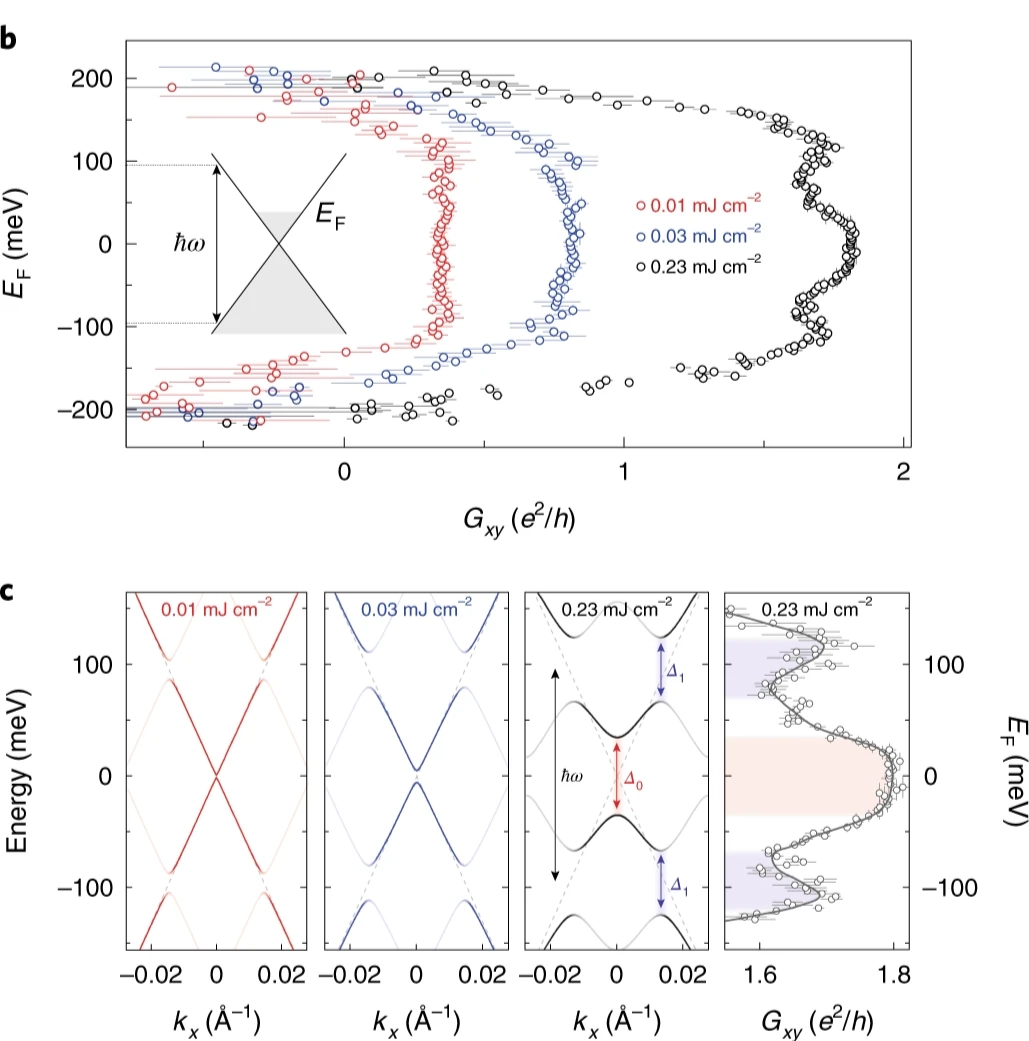 b
200
100
0
−100
−200
E_F (meV)
ħω
E_F
0.01 mJ cm⁻²
0.03 mJ cm⁻²
0.23 mJ cm⁻²
0 1 2
G_xy (e²/h)
c
0.01 mJ cm⁻² 0.03 mJ cm⁻² 0.23 mJ cm⁻² 0.23 mJ cm⁻²
100 100
0 0
−100 −100
Energy (meV)
E_F (meV)
ħω
Δ₁
Δ₀
Δ₁
−0.02 0 0.02 −0.02 0 0.02 −0.02 0 0.02 1.6 1.8
k_x (Å⁻¹) k_x (Å⁻¹) k_x (Å⁻¹) G_xy (e²/h)